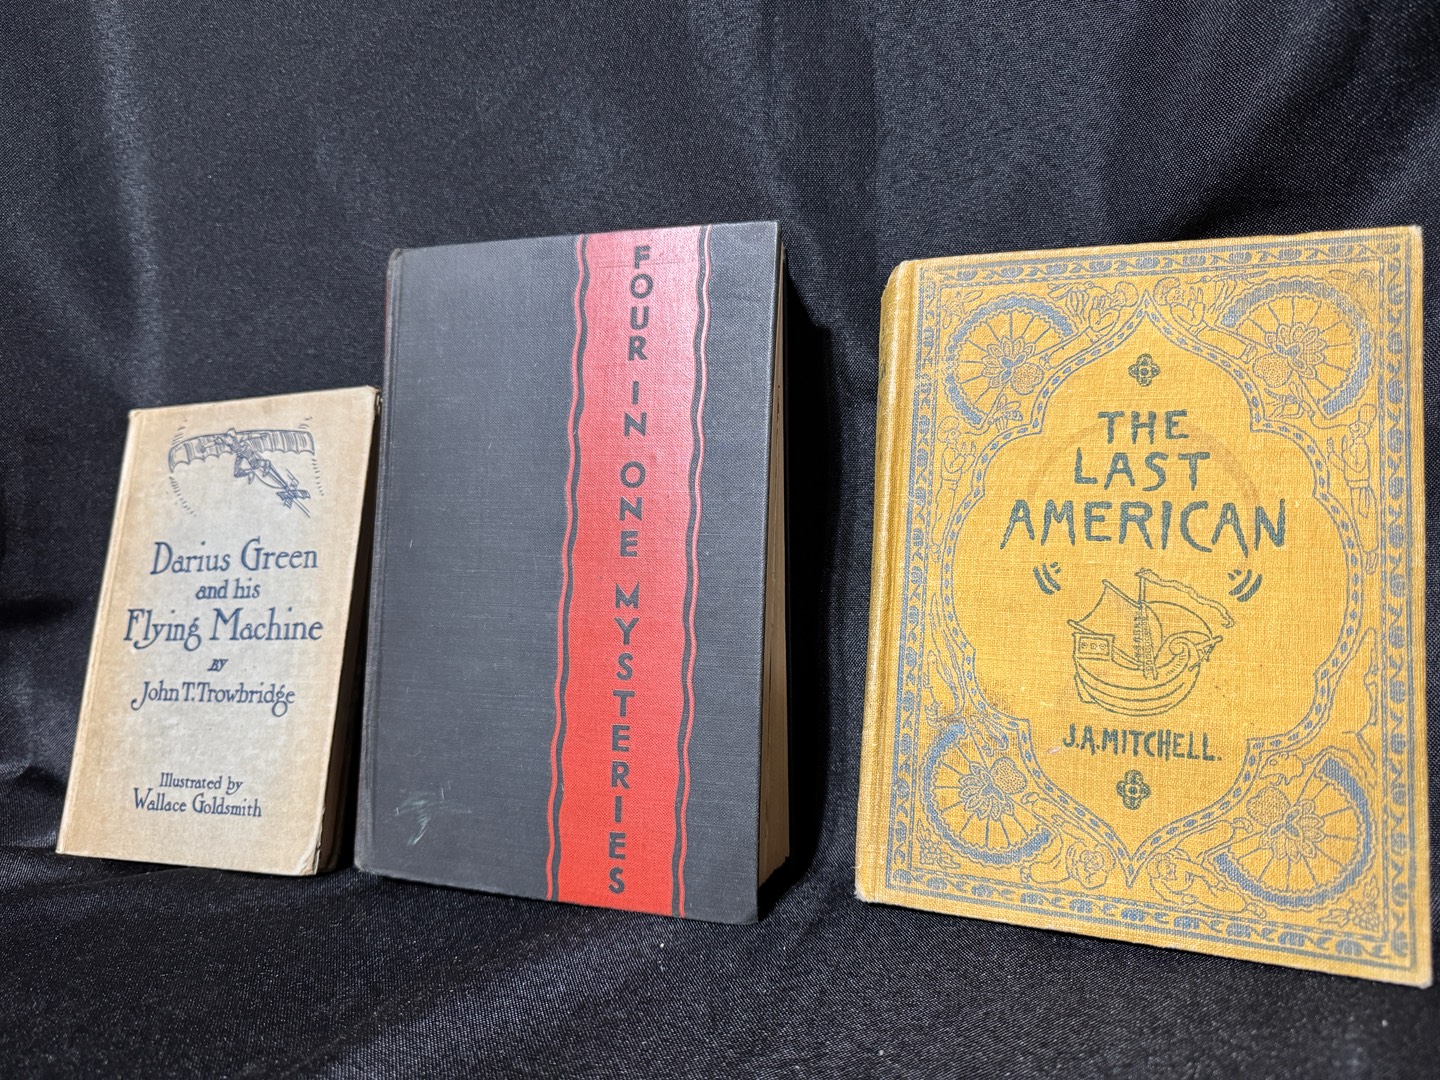 Darius Green
and his
Flying Machine
BY
John T. Trowbridge
Illustrated by
Wallace Goldsmith
FOUR IN ONE MYSTERIES
THE
LAST
AMERICAN
J.A.MITCHELL.